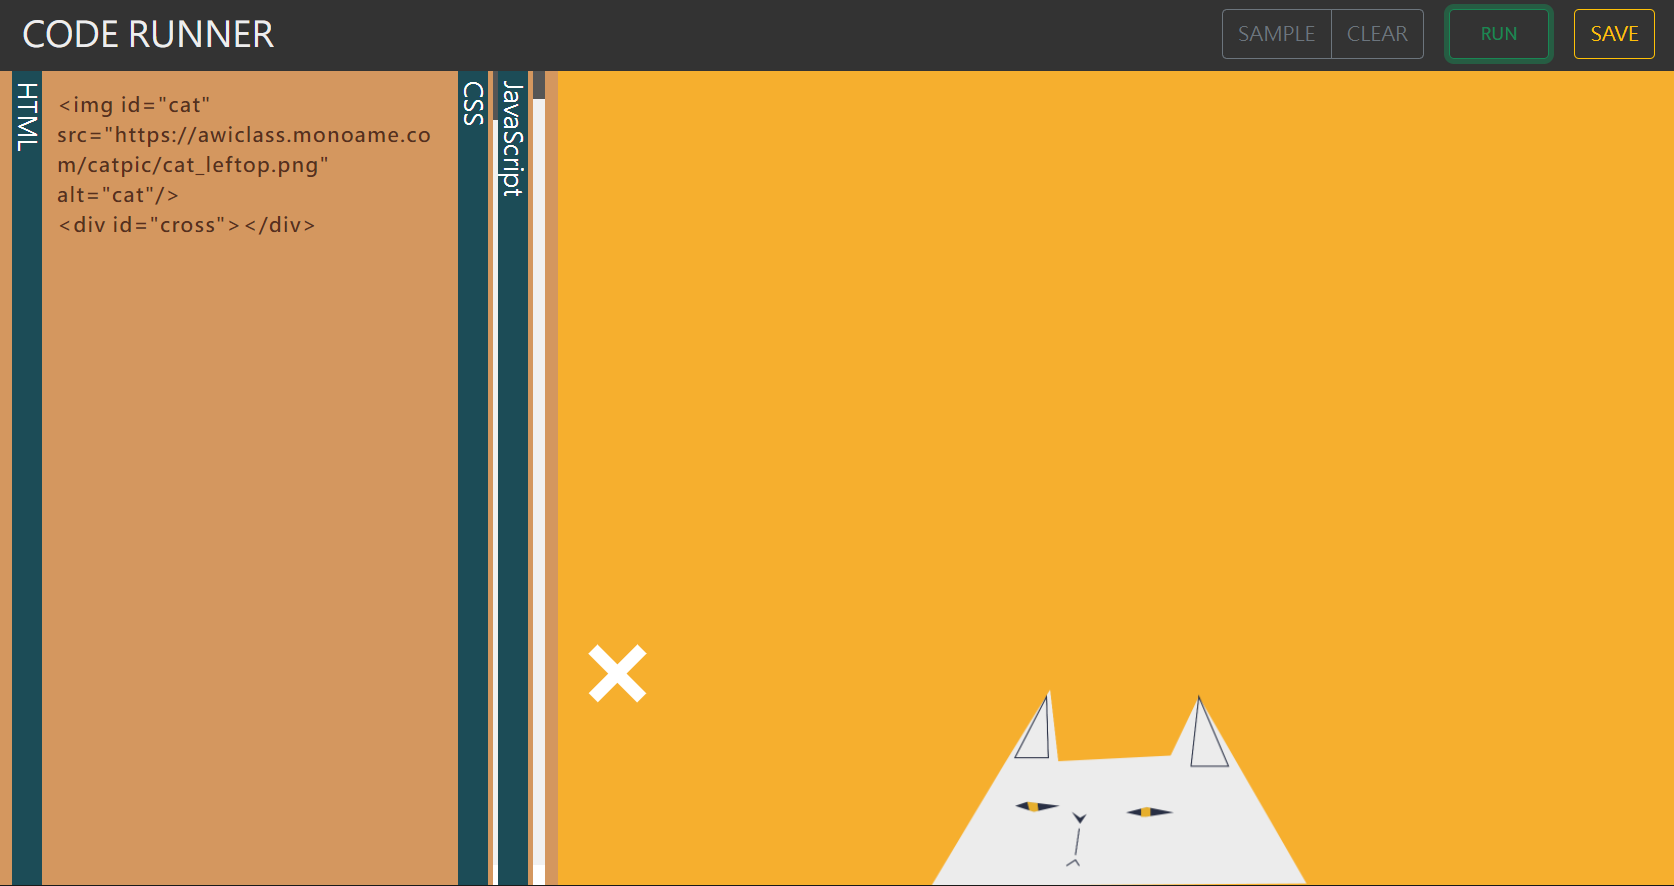 CODE RUNNER
SAMPLE
CLEAR
RUN
SAVE
HTML
<img id="cat"
src="https://awiclass.monoame.co
m/catpic/cat_leftop.png"
alt="cat"/>
<div id="cross"></div>
CSS
JavaScript